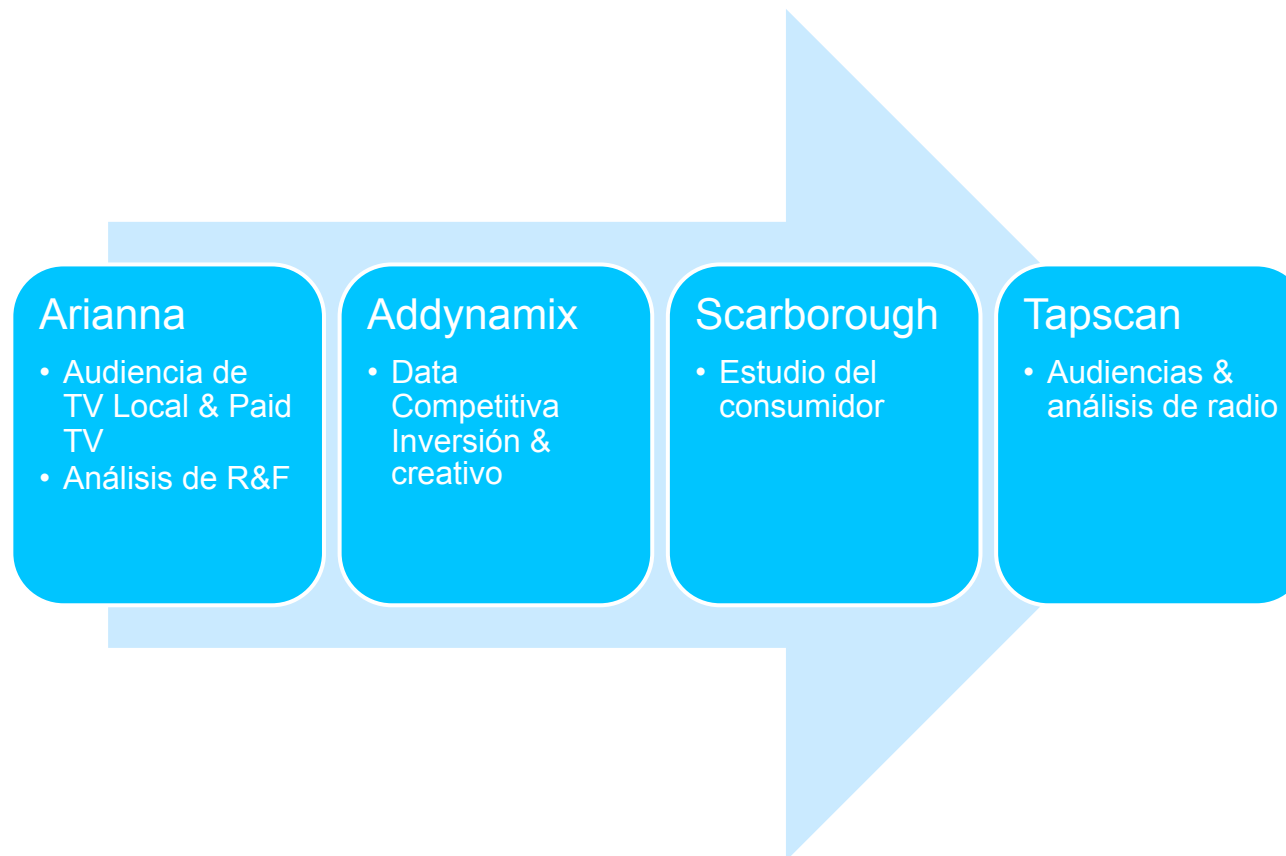 Arianna
• Audiencia de
TV Local & Paid
TV
• Análisis de R&F
Addynamix
• Data
Competitiva
Inversión &
creativo
Scarborough
• Estudio del
consumidor
Tapscan
• Audiencias &
análisis de radio